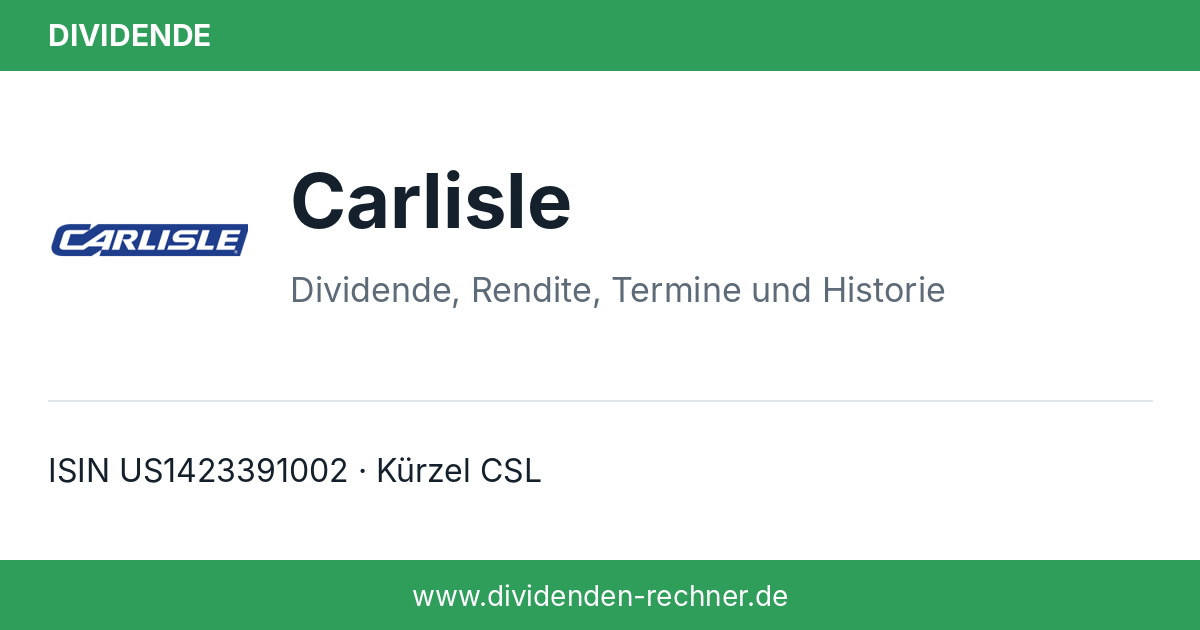 DIVIDENDE
CARLISLE
Carlisle
Dividende, Rendite, Termine und Historie
ISIN US1423391002 · Kürzel CSL
www.dividenden-rechner.de